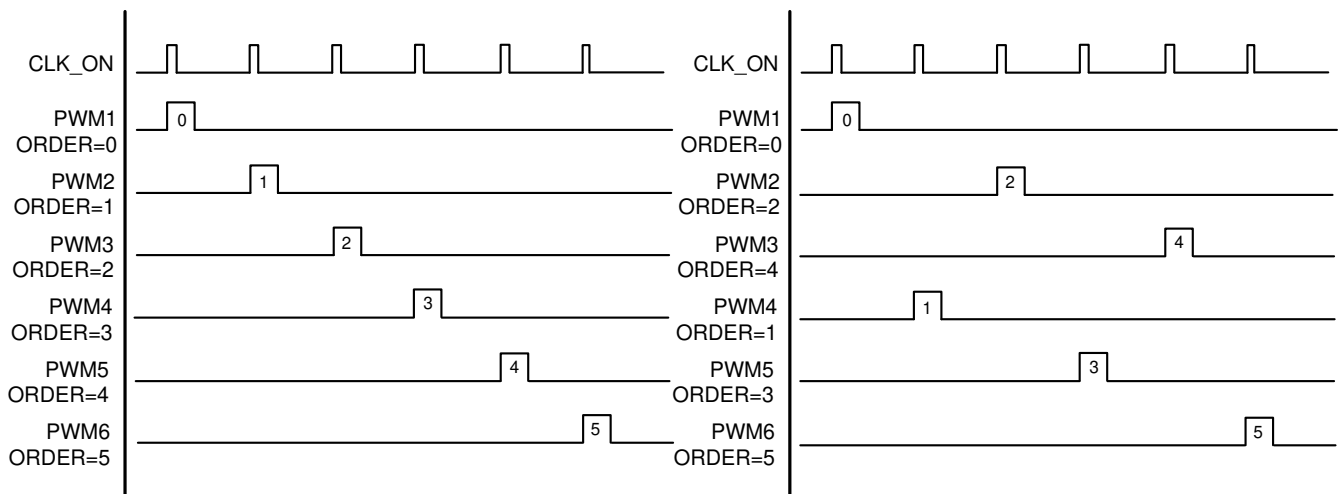 CLK_ON
PWM1
ORDER=0
0
PWM2
ORDER=1
1
PWM3
ORDER=2
2
PWM4
ORDER=3
3
PWM5
ORDER=4
4
PWM6
ORDER=5
5
CLK_ON
PWM1
ORDER=0
0
PWM2
ORDER=2
2
PWM3
ORDER=4
4
PWM4
ORDER=1
1
PWM5
ORDER=3
3
PWM6
ORDER=5
5